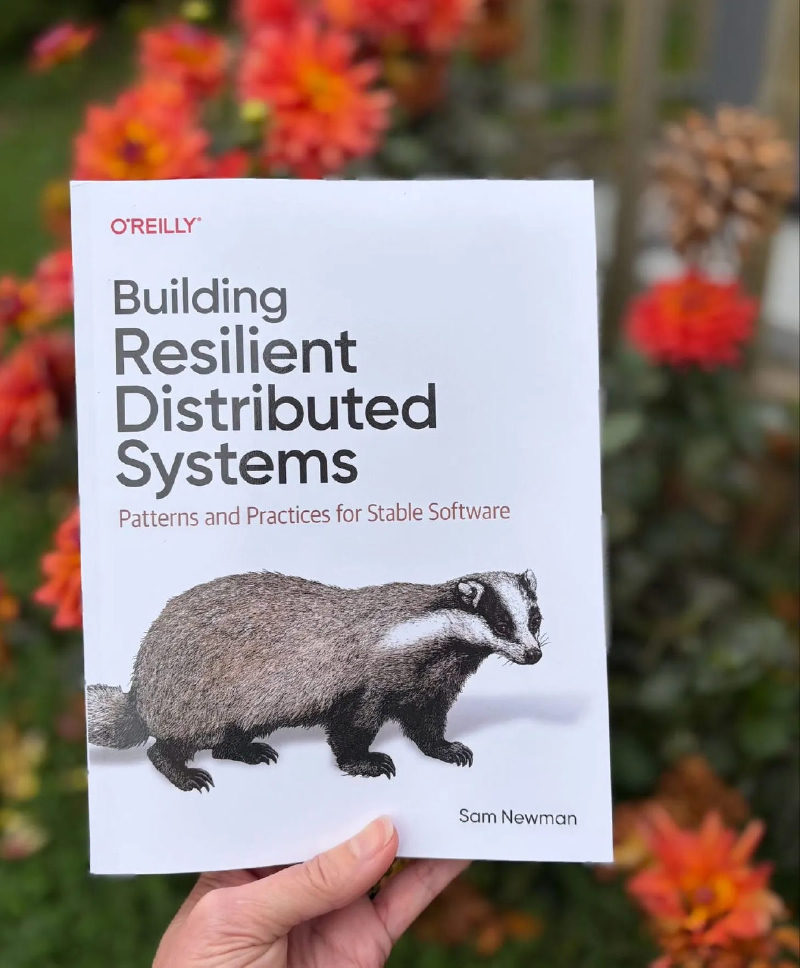 O'REILLY®
Building
Resilient
Distributed
Systems
Patterns and Practices for Stable Software
Sam Newman